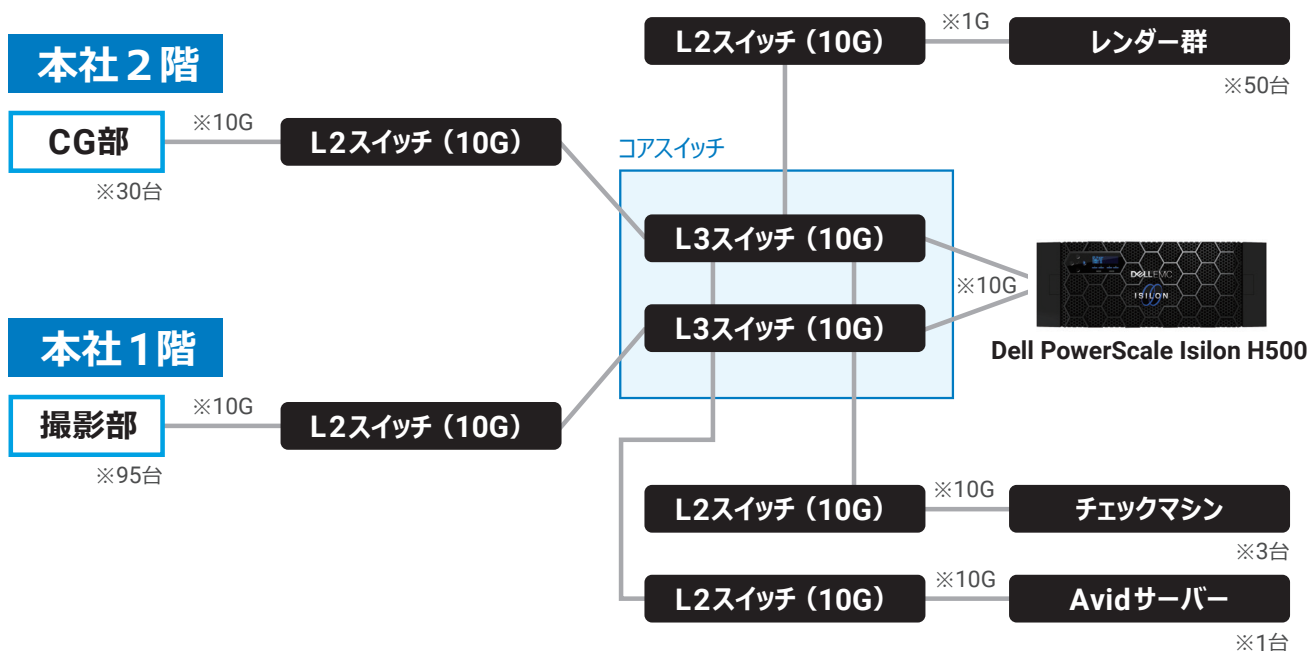 本社2階
CG部
※10G
L2スイッチ（10G）
※30台
L2スイッチ（10G）
※1G
レンダー群
※50台
コアスイッチ
L3スイッチ（10G）
L3スイッチ（10G）
※10G
DELLEMC
ISILON
Dell PowerScale Isilon H500
本社1階
撮影部
※10G
L2スイッチ（10G）
※95台
L2スイッチ（10G）
※10G
チェックマシン
※3台
L2スイッチ（10G）
※10G
Avidサーバー
※1台